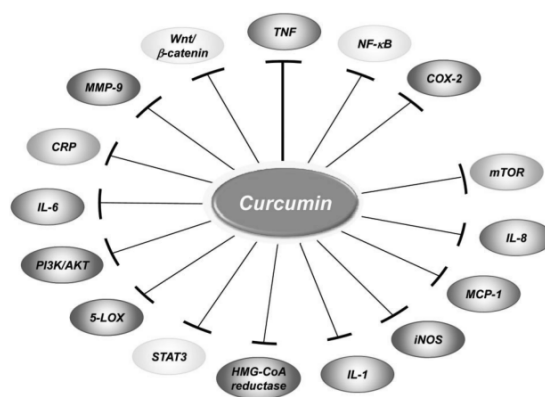 Wnt/
β-catenin
TNF
NF-κB
COX-2
MMP-9
CRP
mTOR
IL-6
Curcumin
IL-8
PI3K/AKT
MCP-1
5-LOX
iNOS
STAT3
HMG-CoA
reductase
IL-1